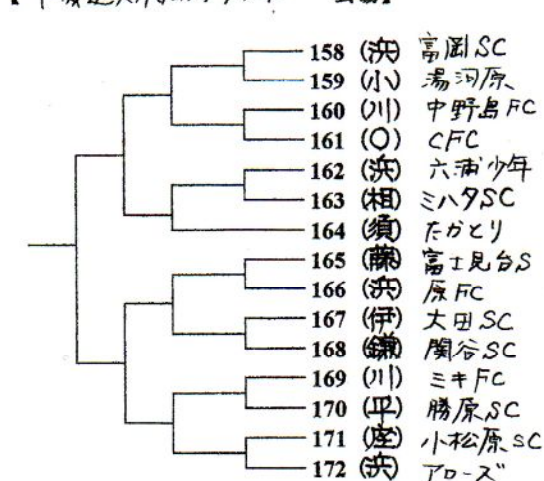 158 (浜) 富岡SC
159 (小) 湯河原
160 (川) 中野島FC
161 (〇) CFC
162 (浜) 六浦少年
163 (相) ミハタSC
164 (須) たかとり
165 (藤) 富士見台S
166 (浜) 原FC
167 (伊) 大田SC
168 (鎌) 関谷SC
169 (川) ミキFC
170 (平) 勝原SC
171 (座) 小松原SC
172 (浜) アローズ